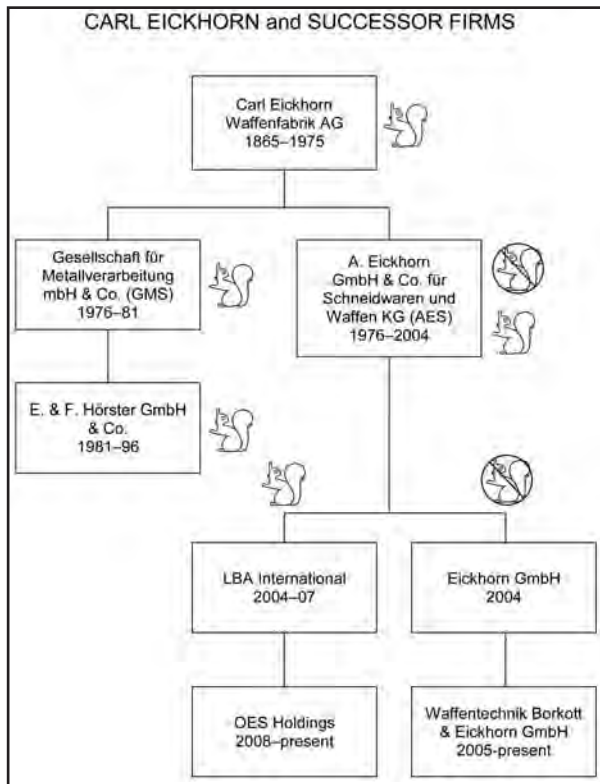 CARL EICKHORN and SUCCESSOR FIRMS
Carl Eickhorn
Waffenfabrik AG
1865–1975
Gesellschaft für
Metallverarbeitung
mbH & Co. (GMS)
1976–81
A. Eickhorn
GmbH & Co. für
Schneidwaren und
Waffen KG (AES)
1976–2004
E. & F. Hörster GmbH
& Co.
1981–96
LBA International
2004–07
Eickhorn GmbH
2004
OES Holdings
2008–present
Waffentechnik Borkott
& Eickhorn GmbH
2005-present